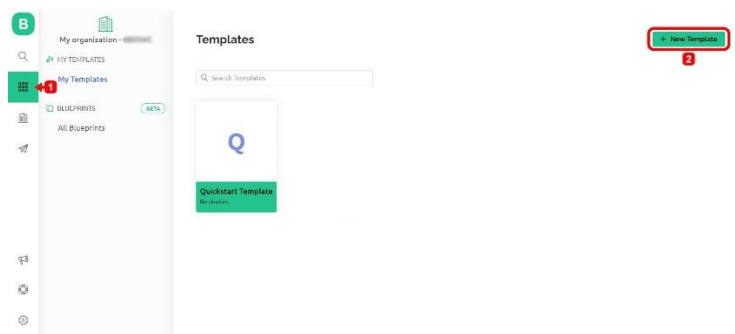 B
My organization -
MY TEMPLATES
My Templates
1
BLUEPRINTS BETA
All Blueprints
Templates
+ New Template
2
Search Templates
Q
Quickstart Template
No devices